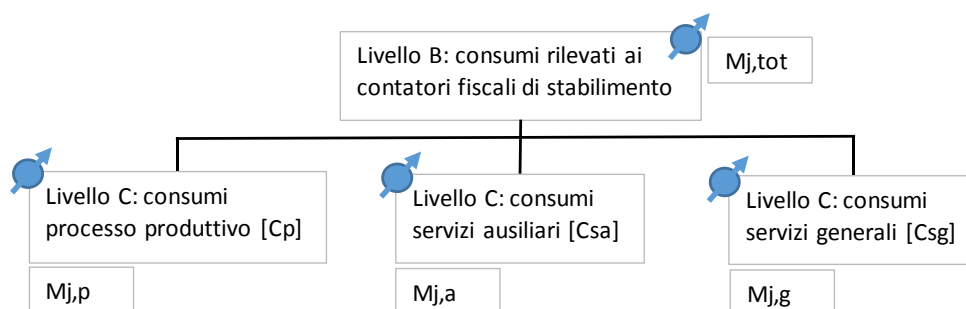 Livello B: consumi rilevati ai
contatori fiscali di stabilimento
Mj,tot
Livello C: consumi
processo produttivo [Cp]
Mj,p
Livello C: consumi
servizi ausiliari [Csa]
Mj,a
Livello C: consumi
servizi generali [Csg]
Mj,g